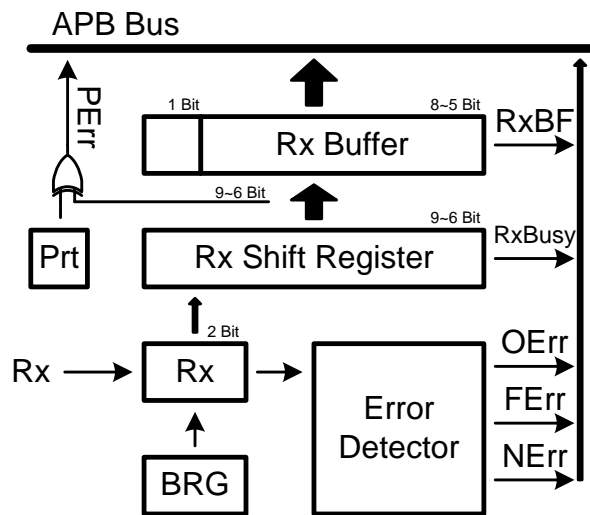 APB Bus
PErr
1 Bit
8~5 Bit
Rx Buffer
RxBF
9~6 Bit
9~6 Bit
Prt
Rx Shift Register
RxBusy
2 Bit
Rx
Rx
OErr
Error
Detector
FErr
NErr
BRG